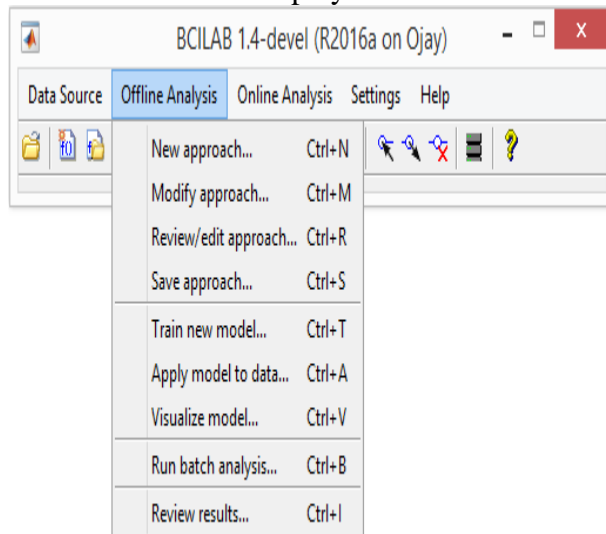 BCILAB 1.4-devel (R2016a on Ojay)
Data Source Offline Analysis Online Analysis Settings Help
New approach... Ctrl+N
Modify approach... Ctrl+M
Review/edit approach... Ctrl+R
Save approach... Ctrl+S
Train new model... Ctrl+T
Apply model to data... Ctrl+A
Visualize model... Ctrl+V
Run batch analysis... Ctrl+B
Review results... Ctrl+I